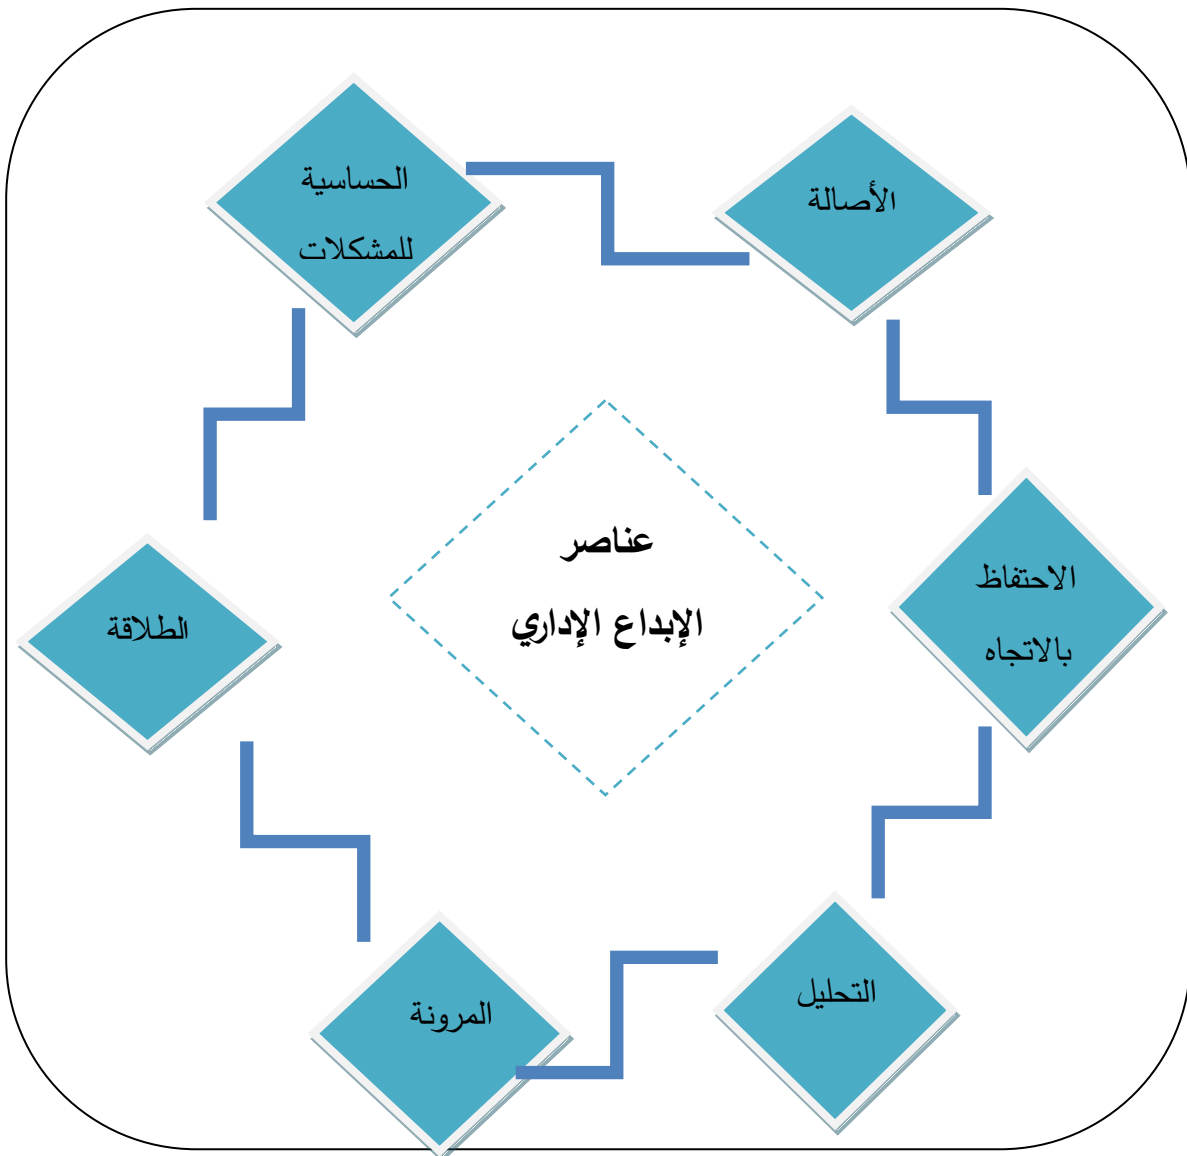 الحساسية
للمشكلات
الأصالة
عناصر
الإبداع الإداري
الاحتفاظ
بالاتجاه
الطلاقة
التحليل
المرونة